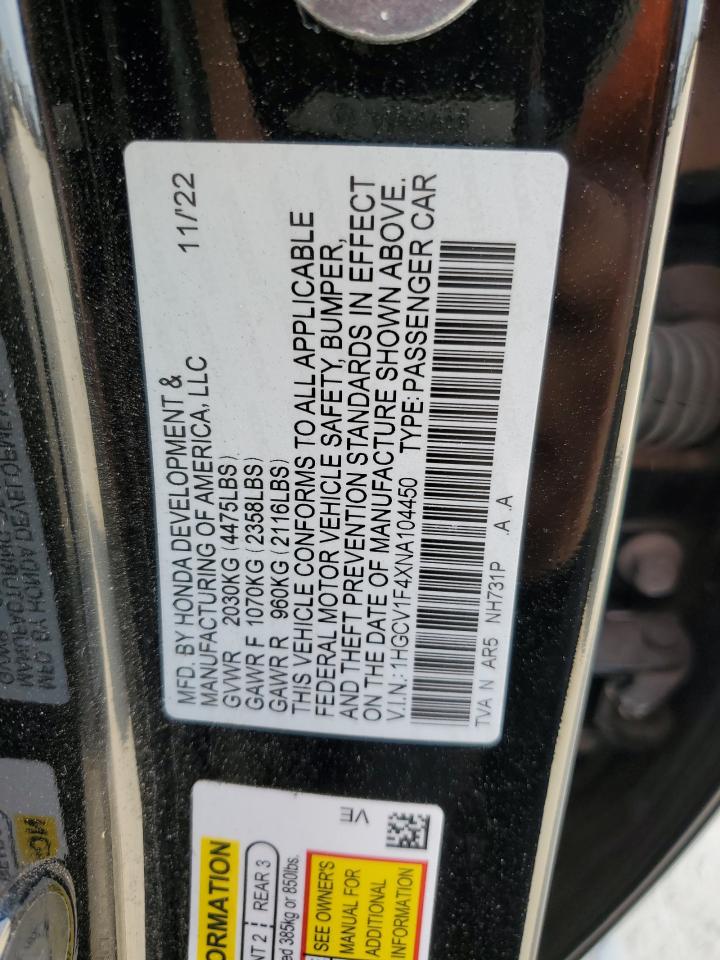 MFD. BY HONDA DEVELOPMENT & 11/'22
MANUFACTURING OF AMERICA, LLC
GVWR 2030KG (4475LBS)
GAWR F 1070KG (2358LBS)
GAWR R 960KG (2116LBS)
THIS VEHICLE CONFORMS TO ALL APPLICABLE
FEDERAL MOTOR VEHICLE SAFETY, BUMPER,
AND THEFT PREVENTION STANDARDS IN EFFECT
ON THE DATE OF MANUFACTURE SHOWN ABOVE.
V.I.N.: 1HGCV1F4XNA104450 TYPE: PASSENGER CAR
TVA N AR5 NH731P .A .A
VE
ORMATION
NT 2 REAR 3
ed 385kg or 850lbs.
SEE OWNER'S
MANUAL FOR
ADDITIONAL
INFORMATION